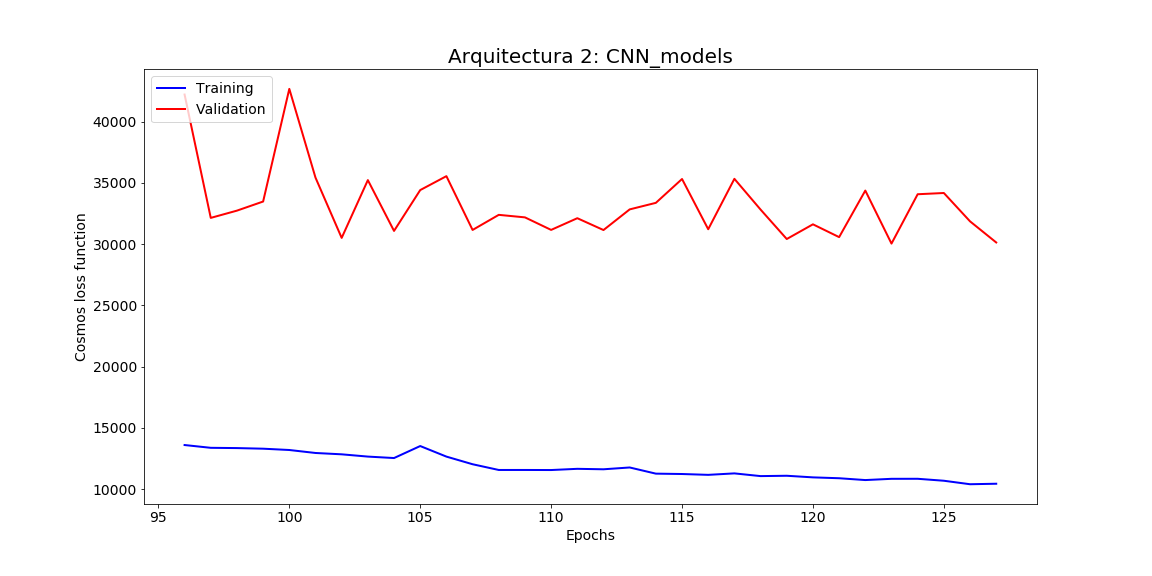 Arquitectura 2: CNN_models
Training
Validation
Cosmos loss function
40000
35000
30000
25000
20000
15000
10000
95 100 105 110 115 120 125
Epochs